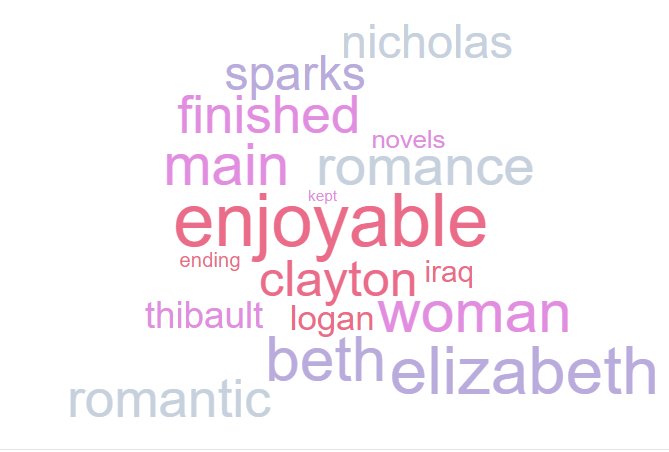 nicholas
sparks
finished
novels
main romance
kept
enjoyable
ending
clayton iraq
thibault logan woman
beth elizabeth
romantic